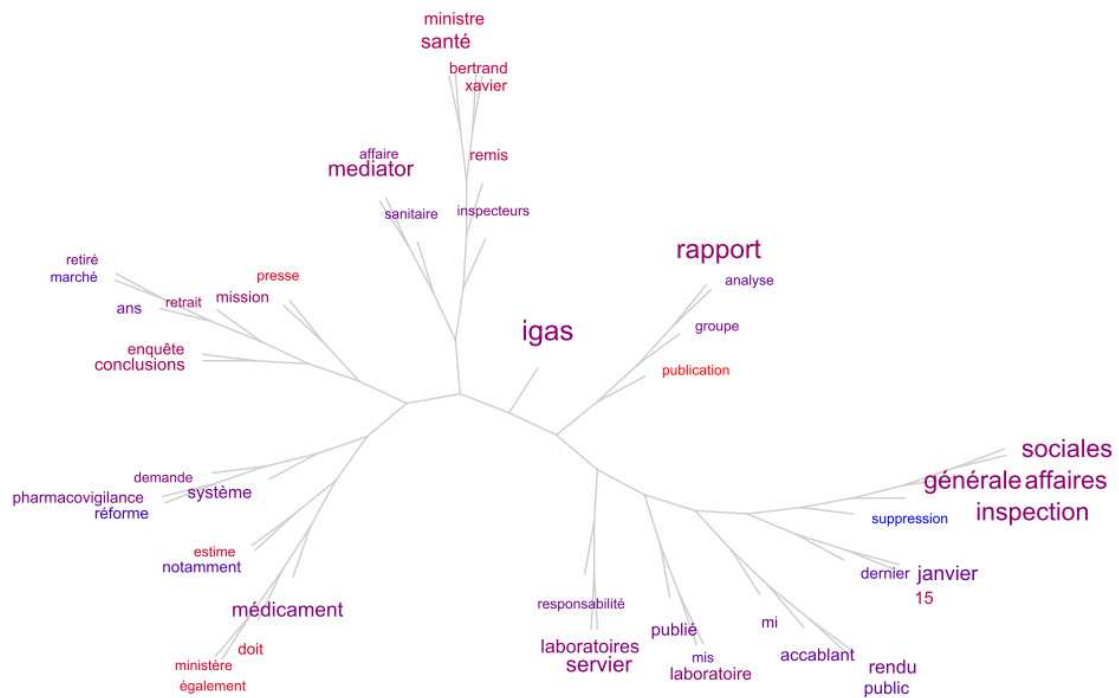 ministre
santé
bertrand
xavier
affaire
mediator
remis
sanitaire
inspecteurs
rapport
analyse
retiré
marché
presse
ans
retrait
mission
groupe
igas
enquête
conclusions
publication
sociales
générale affaires
inspection
demande
pharmacovigilance
système
réforme
suppression
estime
notamment
dernier janvier
15
médicament
responsabilité
publié
mi
doit
laboratoires
servier
mis
laboratoire
accablant
rendu
public
ministère
également